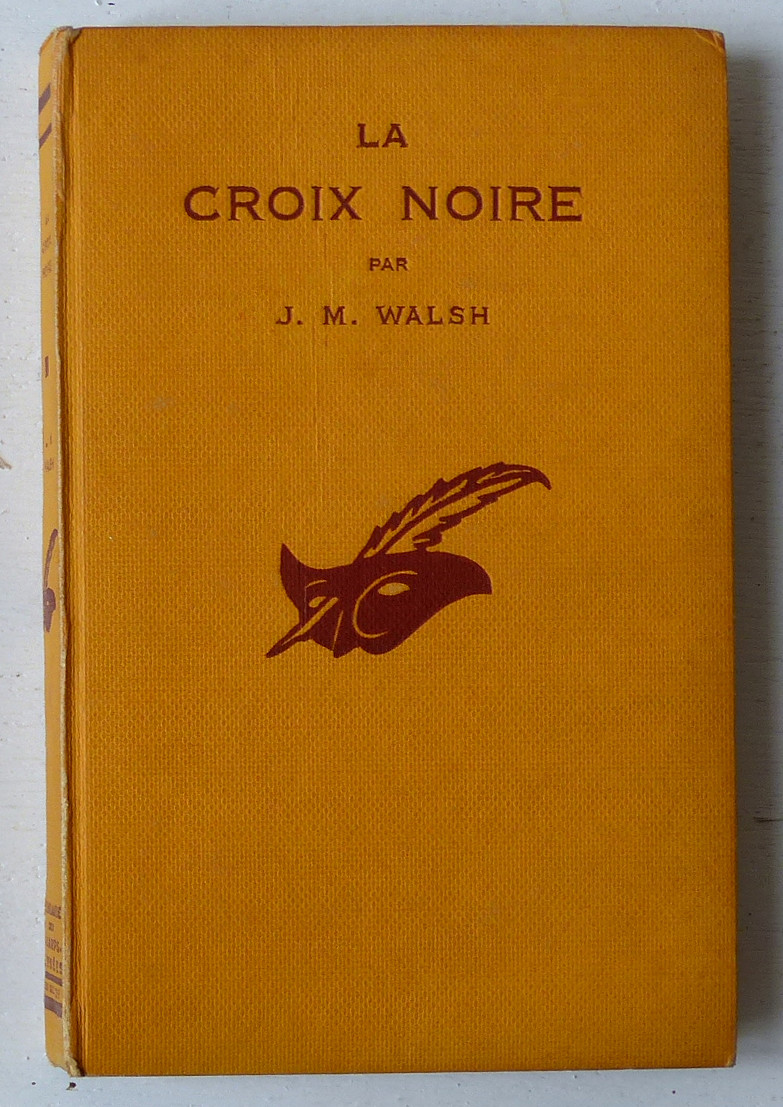 LA
CROIX NOIRE
PAR
J. M. WALSH